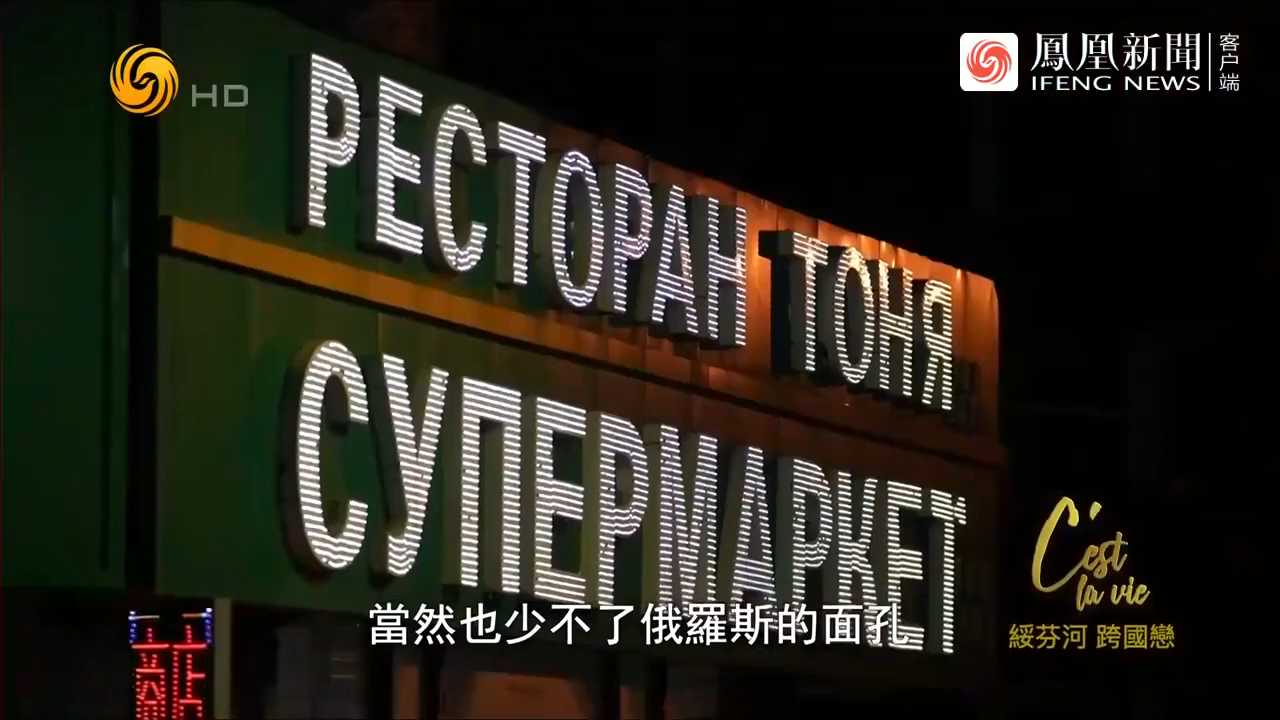 HD
鳳凰新聞
IFENG NEWS
客户端
РЕСТОРАН ТОНЯ
СУПЕРМАРКЕТ
C'est
la vie
綏芬河 跨國戀
當然也少不了俄羅斯的面孔